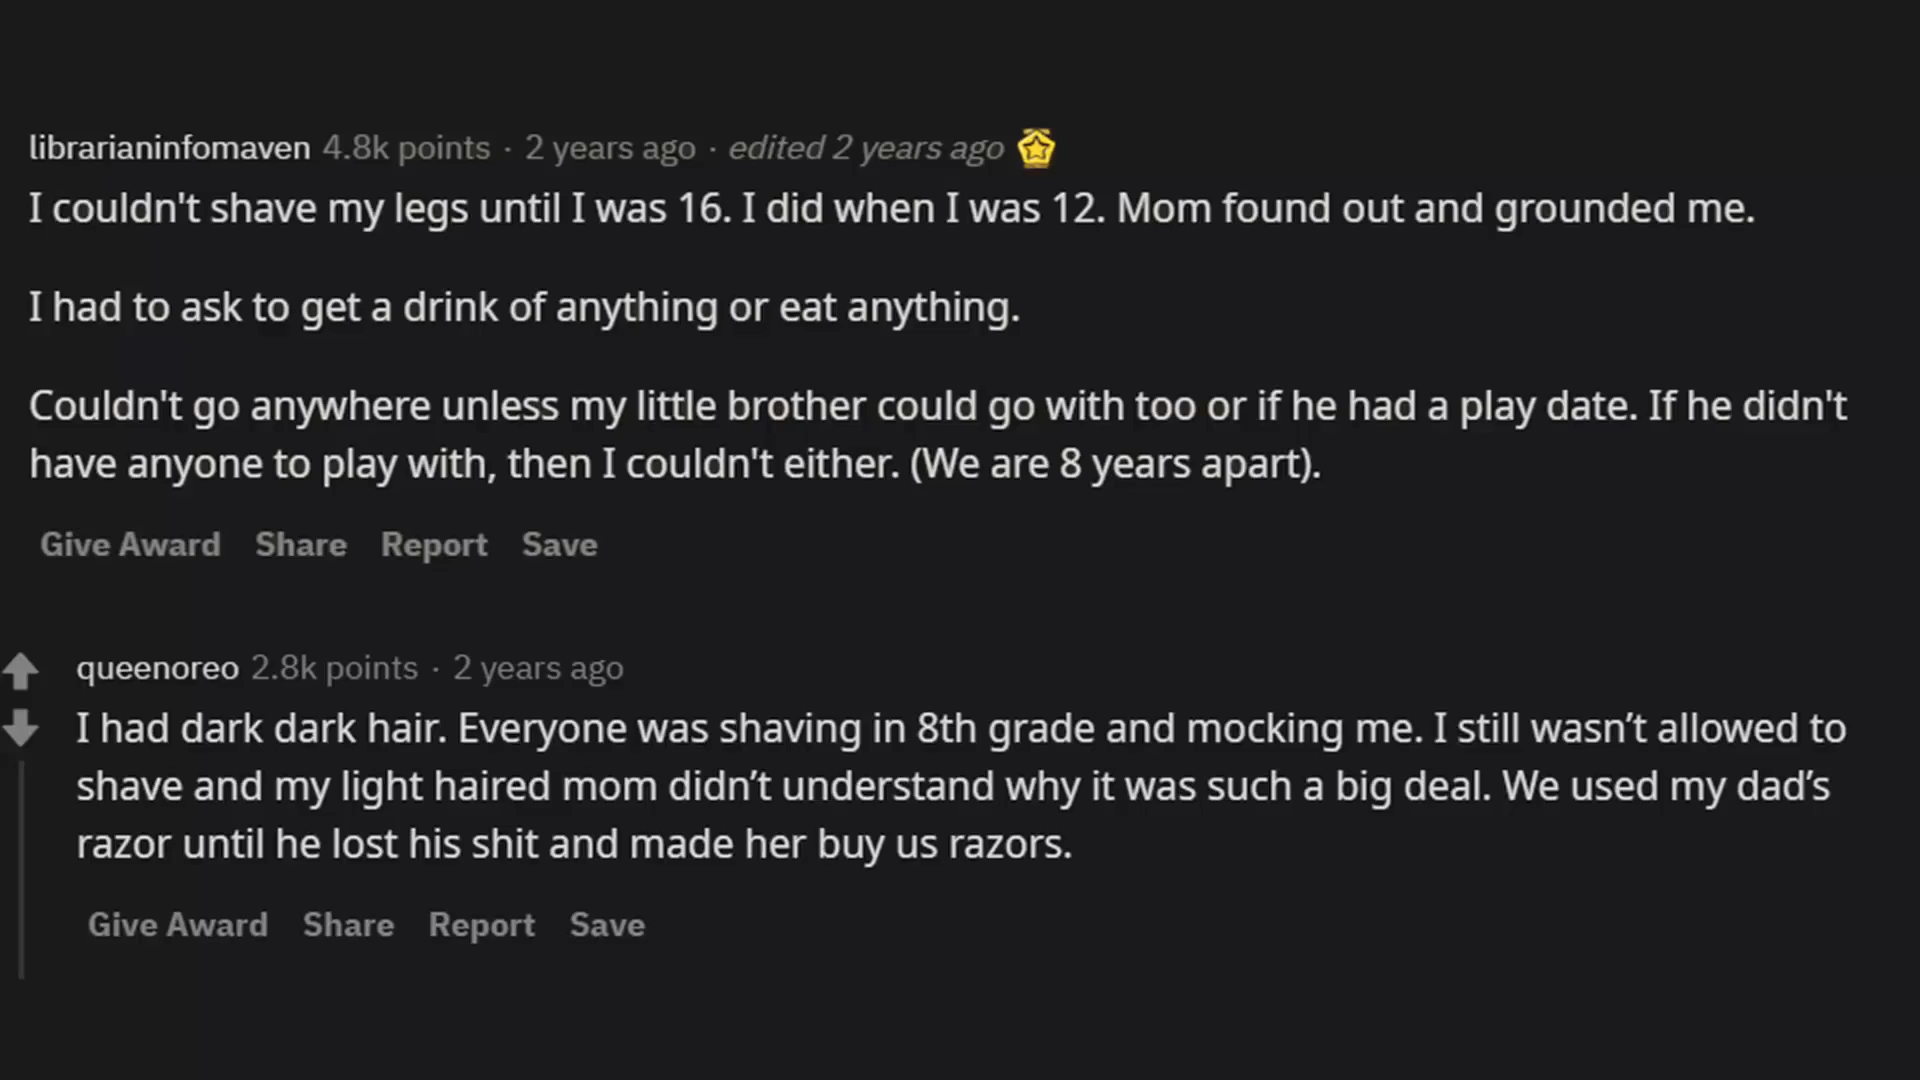 librarianinfomaven 4.8k points · 2 years ago · edited 2 years ago
I couldn't shave my legs until I was 16. I did when I was 12. Mom found out and grounded me.
I had to ask to get a drink of anything or eat anything.
Couldn't go anywhere unless my little brother could go with too or if he had a play date. If he didn't
have anyone to play with, then I couldn't either. (We are 8 years apart).
Give Award Share Report Save
queenoreo 2.8k points · 2 years ago
I had dark dark hair. Everyone was shaving in 8th grade and mocking me. I still wasn’t allowed to
shave and my light haired mom didn’t understand why it was such a big deal. We used my dad’s
razor until he lost his shit and made her buy us razors.
Give Award Share Report Save